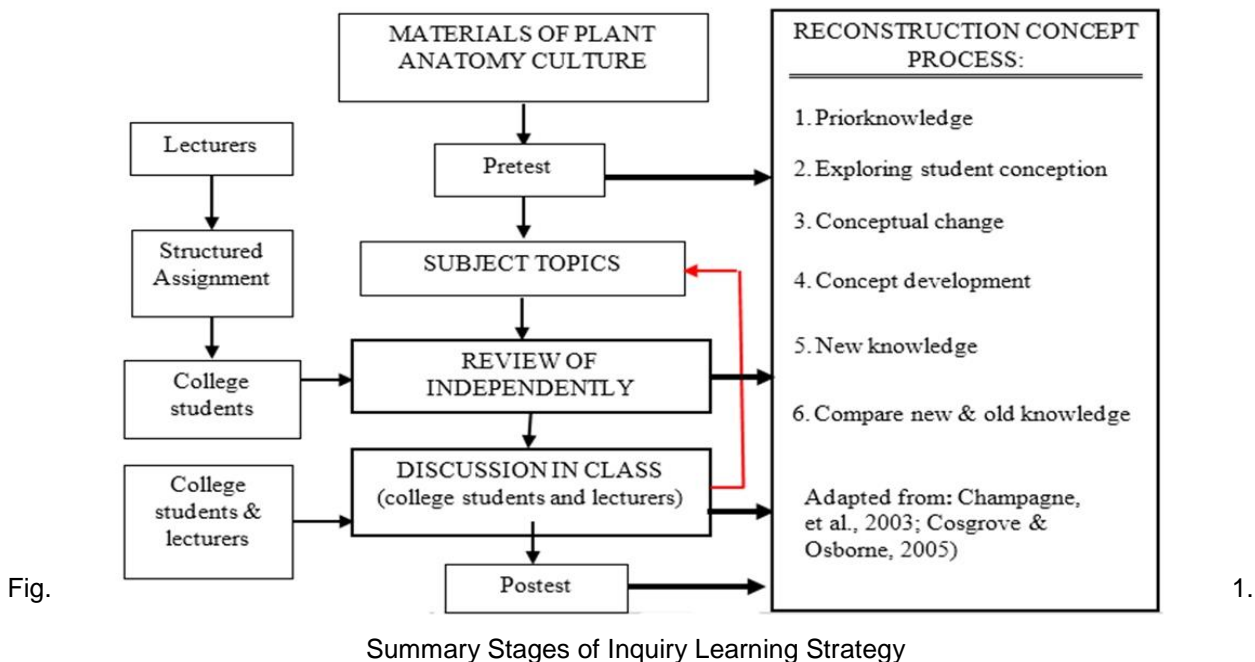 MATERIALS OF PLANT
ANATOMY CULTURE
Lecturers
Pretest
Structured
Assignment
SUBJECT TOPICS
College
students
REVIEW OF
INDEPENDENTLY
College
students &
lecturers
DISCUSSION IN CLASS
(college students and lecturers)
Postest
RECONSTRUCTION CONCEPT
PROCESS:
1. Priorknowledge
2. Exploring student conception
3. Conceptual change
4. Concept development
5. New knowledge
6. Compare new & old knowledge
Adapted from: Champagne,
et al., 2003; Cosgrove &
Osborne, 2005)
Fig. 1.
Summary Stages of Inquiry Learning Strategy